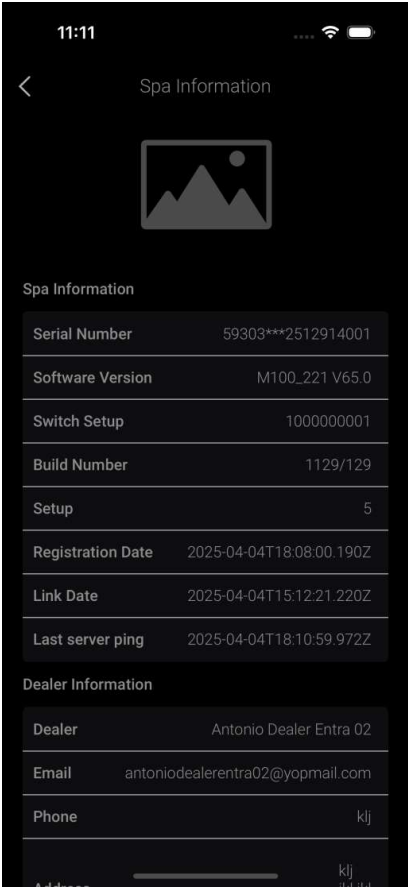 11:11
Spa Information
Spa Information
Serial Number 59303***2512914001
Software Version M100_221 V65.0
Switch Setup 1000000001
Build Number 1129/129
Setup 5
Registration Date 2025-04-04T18:08:00.190Z
Link Date 2025-04-04T15:12:21.220Z
Last server ping 2025-04-04T18:10:59.972Z
Dealer Information
Dealer Antonio Dealer Entra 02
Email antoniodealerentra02@yopmail.com
Phone klj
klj
Address